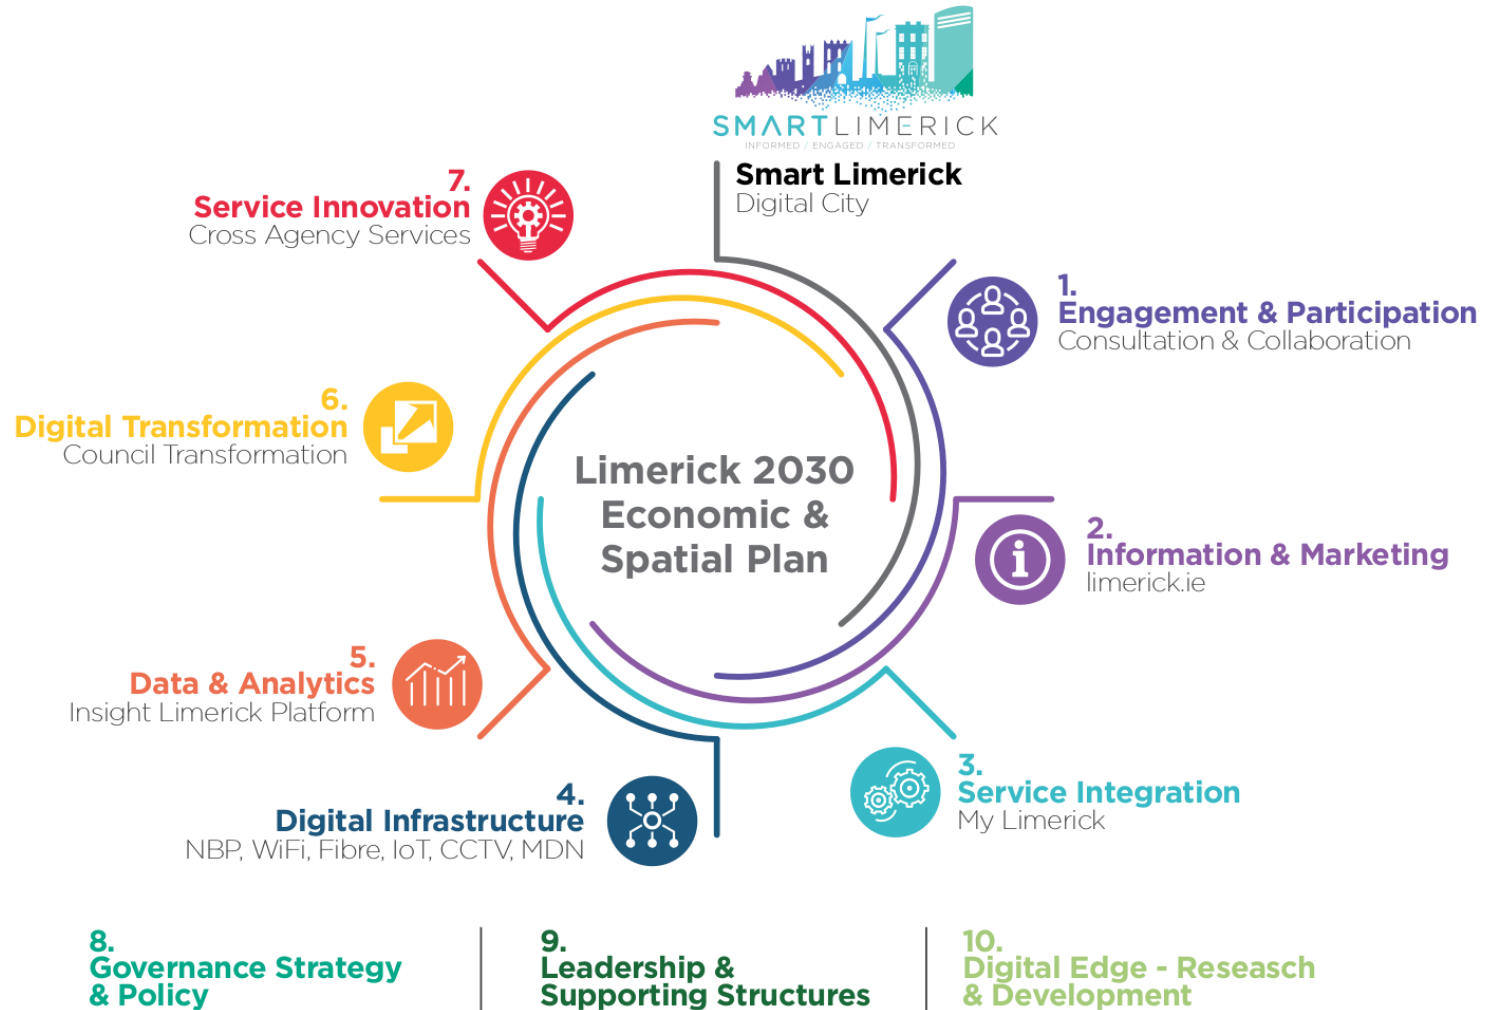 SMARTLIMERICK
INFORMED / ENGAGED / TRANSFORMED
Smart Limerick
Digital City
1.
Engagement & Participation
Consultation & Collaboration
2.
Information & Marketing
limerick.ie
3.
Service Integration
My Limerick
4.
Digital Infrastructure
NBP, WiFi, Fibre, IoT, CCTV, MDN
5.
Data & Analytics
Insight Limerick Platform
6.
Digital Transformation
Council Transformation
7.
Service Innovation
Cross Agency Services
Limerick 2030
Economic &
Spatial Plan
8.
Governance Strategy
& Policy
9.
Leadership &
Supporting Structures
10.
Digital Edge - Reseasch
& Development